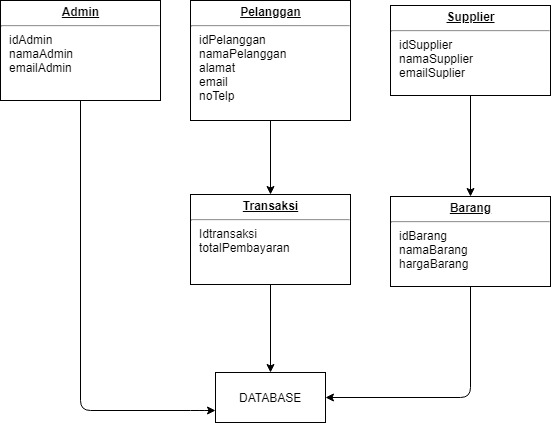 Admin
idAdmin
namaAdmin
emailAdmin
Pelanggan
idPelanggan
namaPelanggan
alamat
email
noTelp
Supplier
idSupplier
namaSupplier
emailSuplier
Transaksi
Idtransaksi
totalPembayaran
Barang
idBarang
namaBarang
hargaBarang
DATABASE